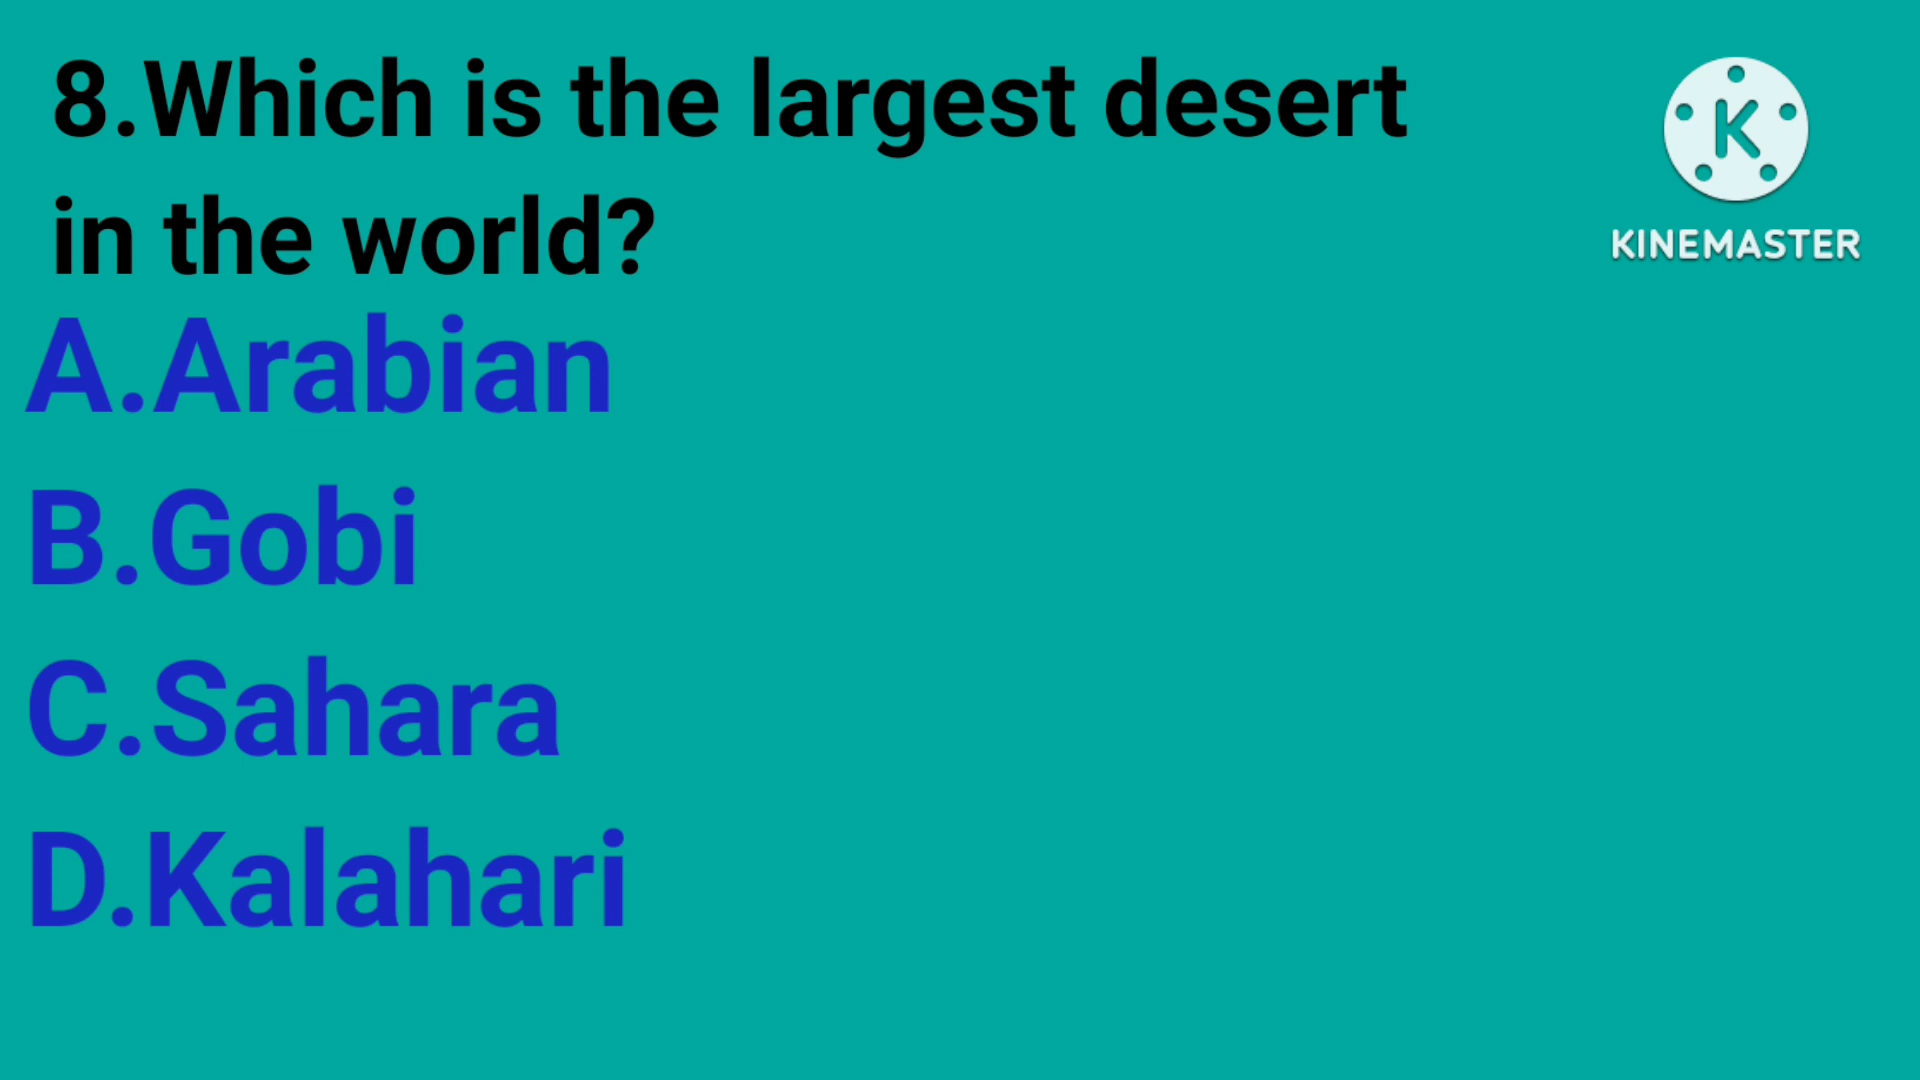 8.Which is the largest desert
in the world?
A.Arabian
B.Gobi
C.Sahara
D.Kalahari
K
KINEMASTER